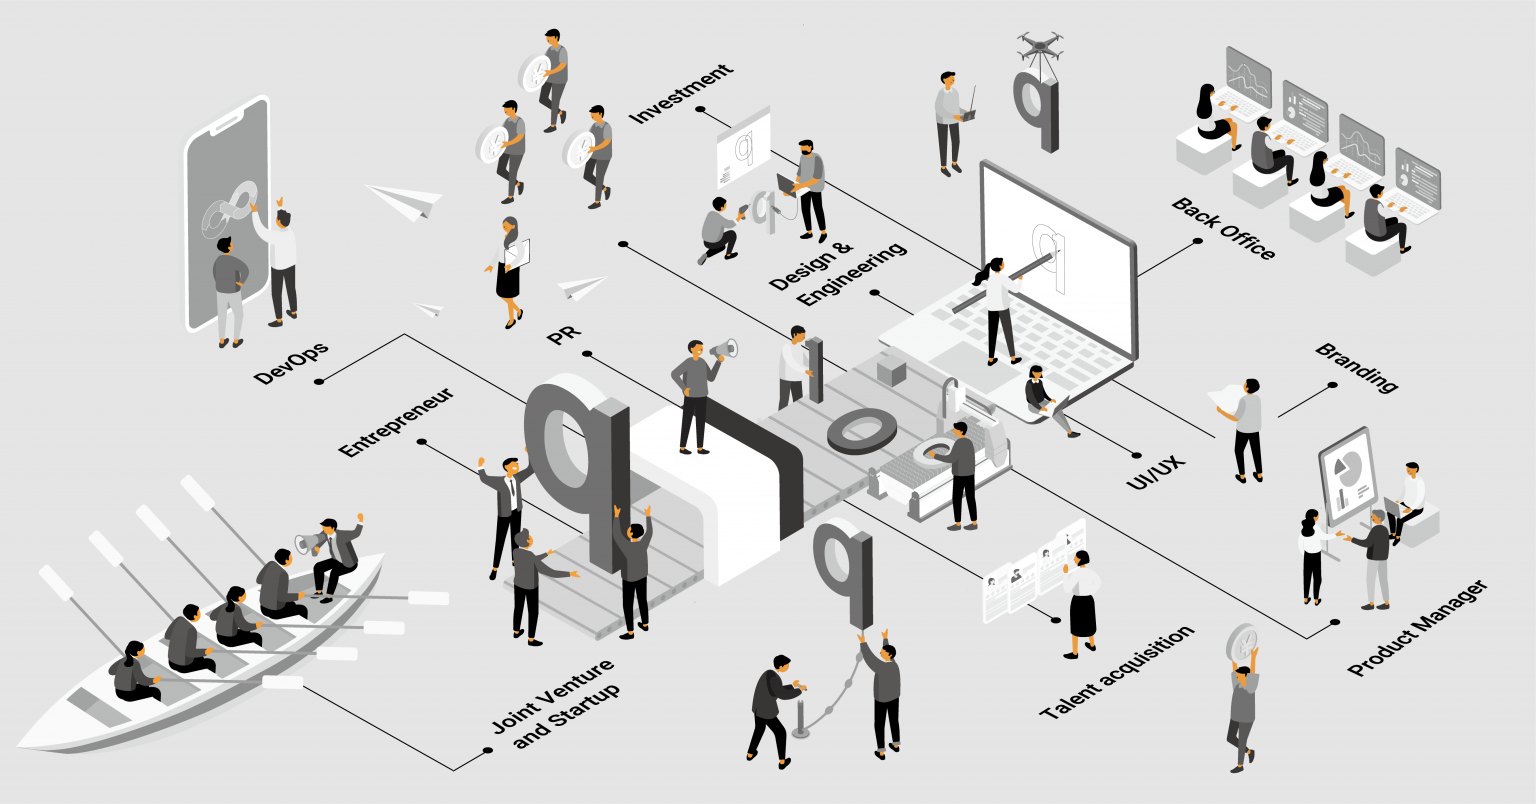 Investment
Back Office
Design &
Engineering
PR
DevOps
Entrepreneur
Branding
UI/UX
Product Manager
Talent acquisition
Joint Venture
and Startup
q
q
q
q
q